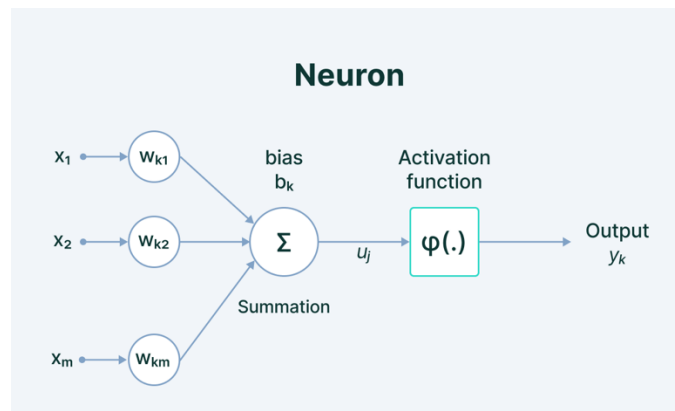 Neuron
x₁
wₖ₁
bias
bₖ
Activation
function
x₂
wₖ₂
Σ
uⱼ
φ(.)
Output
yₖ
Summation
xₘ
wₖₘ